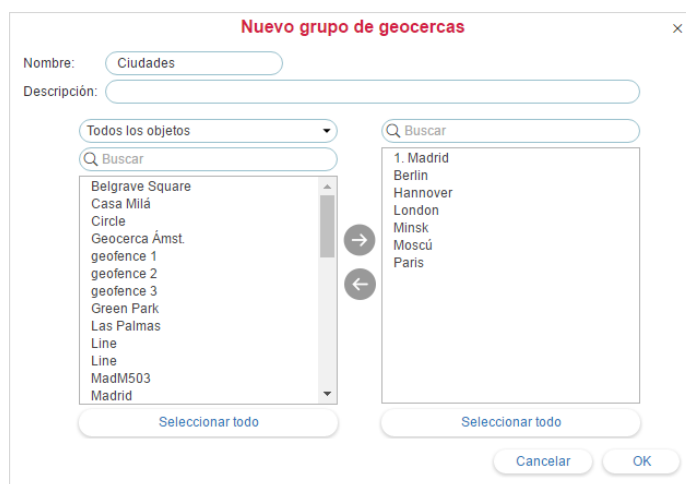 Nuevo grupo de geocercas
×
Nombre: Ciudades
Descripción:
Todos los objetos
Buscar
Belgrave Square
Casa Milá
Circle
Geocerca Ámst.
geofence 1
geofence 2
geofence 3
Green Park
Las Palmas
Line
Line
MadM503
Madrid
Seleccionar todo
Buscar
1. Madrid
Berlin
Hannover
London
Minsk
Moscú
Paris
Seleccionar todo
Cancelar
OK